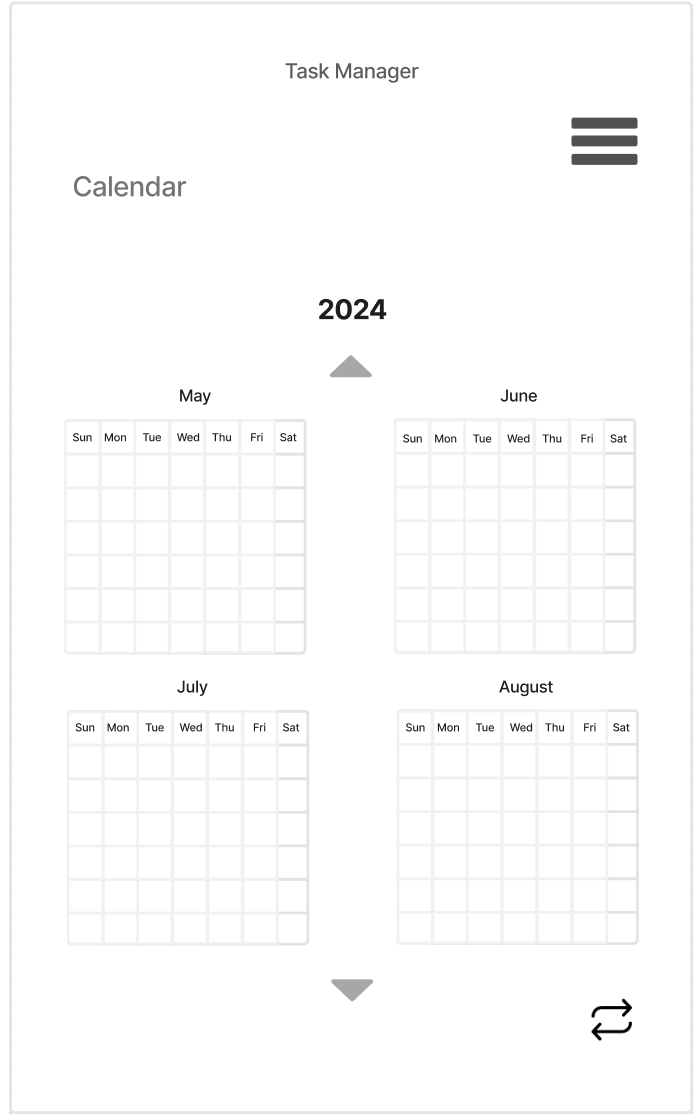 Task Manager
Calendar
2024
May
Sun Mon Tue Wed Thu Fri Sat
June
Sun Mon Tue Wed Thu Fri Sat
July
Sun Mon Tue Wed Thu Fri Sat
August
Sun Mon Tue Wed Thu Fri Sat